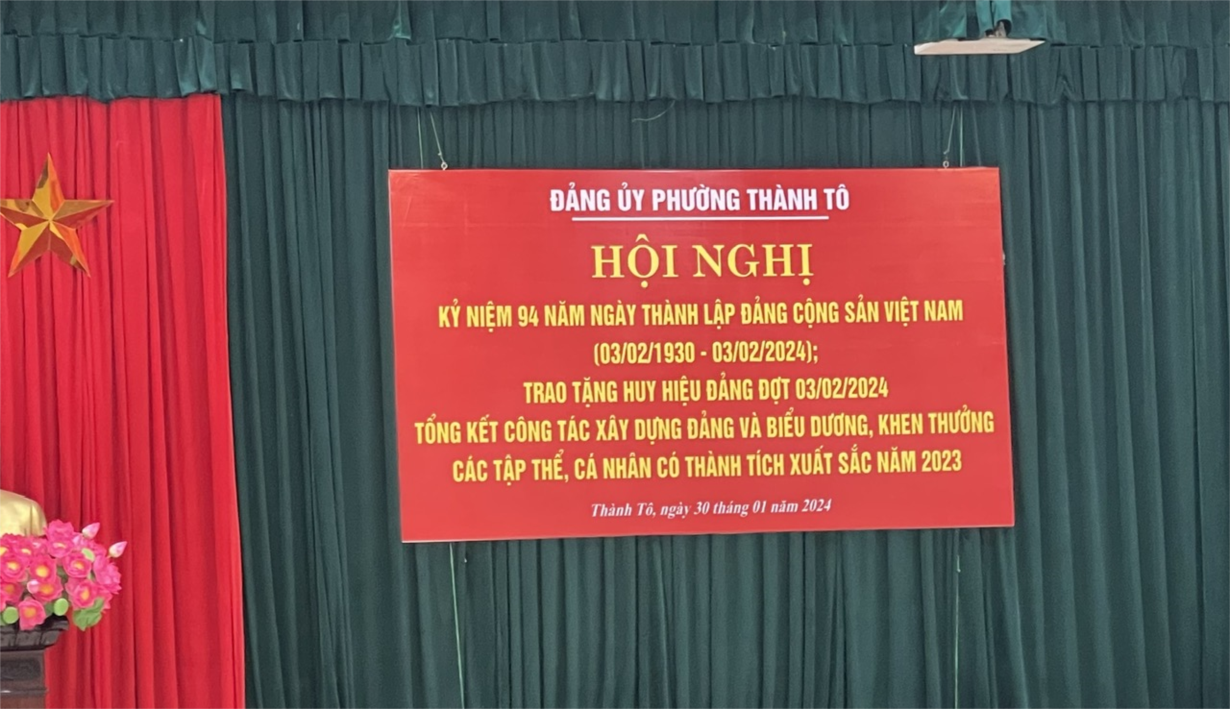 ĐẢNG ỦY PHƯỜNG THÀNH TÔ
HỘI NGHỊ
KỶ NIỆM 94 NĂM NGÀY THÀNH LẬP ĐẢNG CỘNG SẢN VIỆT NAM
(03/02/1930 - 03/02/2024);
TRAO TẶNG HUY HIỆU ĐẢNG ĐỢT 03/02/2024
TỔNG KẾT CÔNG TÁC XÂY DỰNG ĐẢNG VÀ BIỂU DƯƠNG, KHEN THƯỞNG
CÁC TẬP THỂ, CÁ NHÂN CÓ THÀNH TÍCH XUẤT SẮC NĂM 2023
Thành Tô, ngày 30 tháng 01 năm 2024